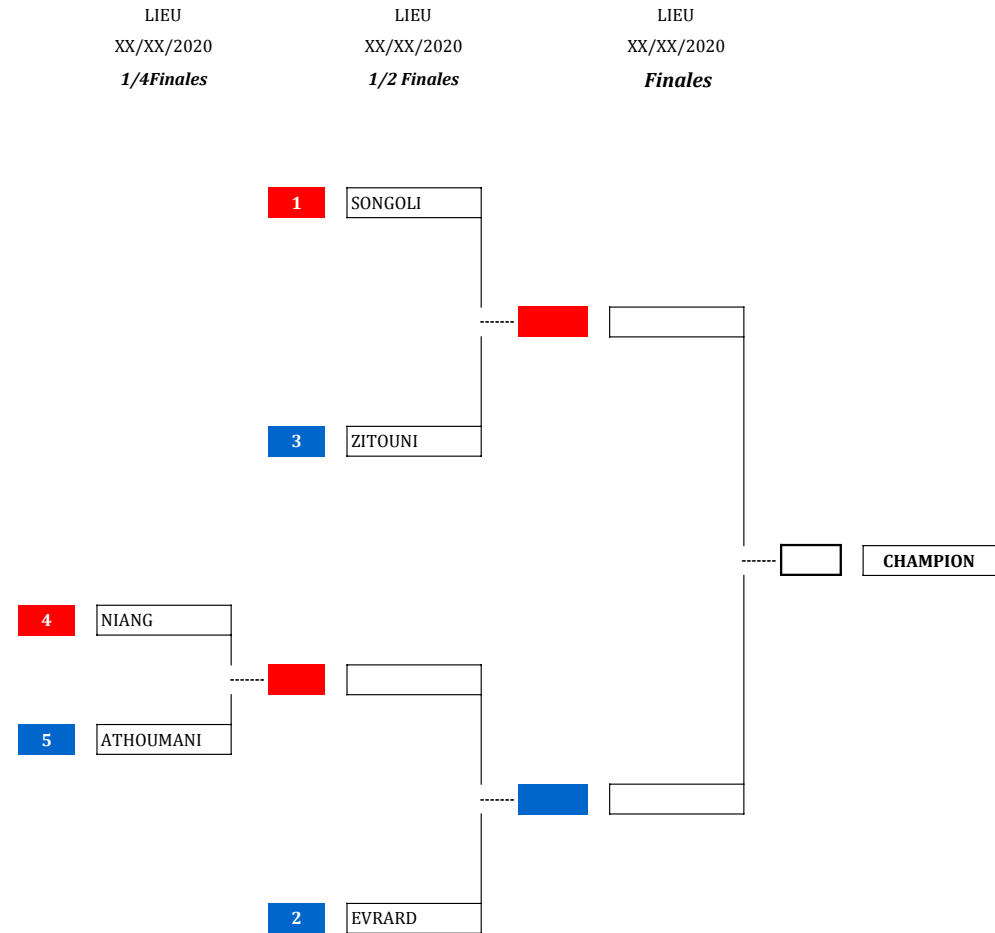 LIEU LIEU LIEU
XX/XX/2020 XX/XX/2020 XX/XX/2020
1/4Finales 1/2 Finales Finales
1 SONGOLI
3 ZITOUNI
CHAMPION
4 NIANG
5 ATHOUMANI
2 EVRARD